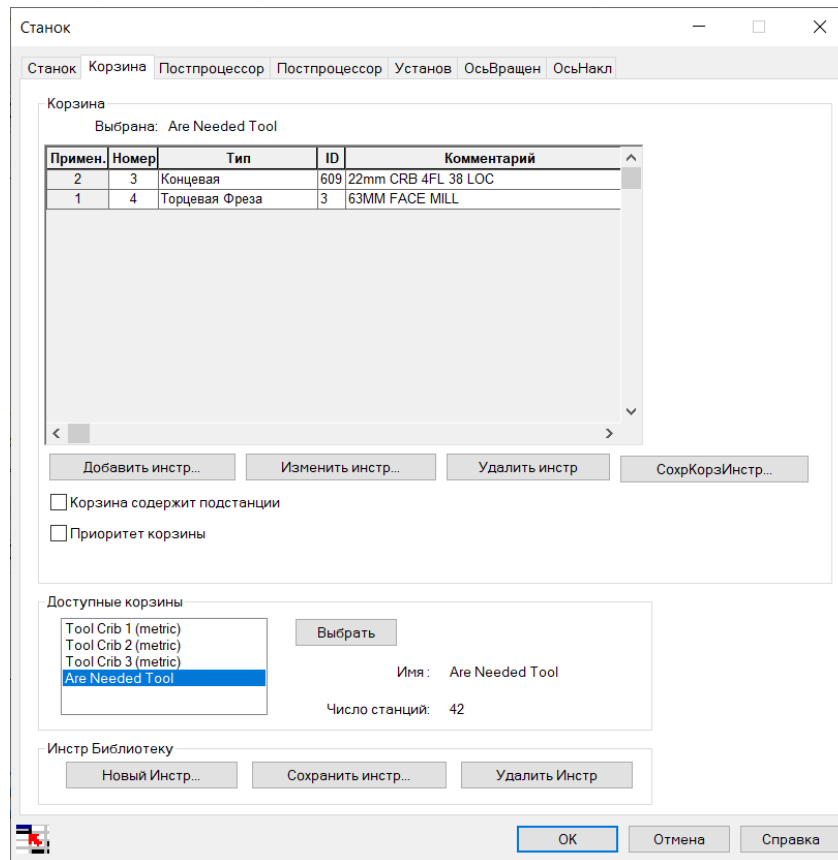 Станок
Станок Корзина Постпроцессор Постпроцессор Установ ОсьВращен ОсьНакл
Корзина
Выбрана: Are Needed Tool
Примен. Номер Тип ID Комментарий
2 3 Концевая 609 22mm CRB 4FL 38 LOC
1 4 Торцевая Фреза 3 63MM FACE MILL
Добавить инстр... Изменить инстр... Удалить инстр СохрКорзИнстр...
Корзина содержит подстанции
Приоритет корзины
Доступные корзины
Tool Crib 1 (metric)
Tool Crib 2 (metric)
Tool Crib 3 (metric)
Are Needed Tool
Выбрать
Имя : Are Needed Tool
Число станций: 42
Инстр Библиотеку
Новый Инстр... Сохранить инстр... Удалить Инстр
OK Отмена Справка